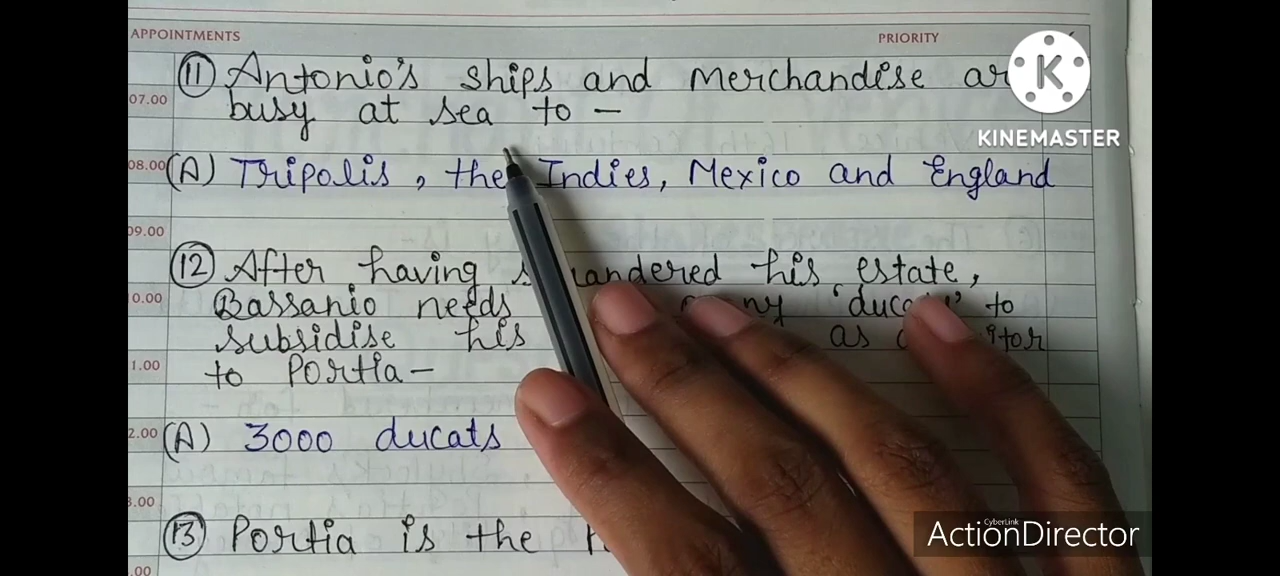 APPOINTMENTS
PRIORITY
K
KINEMASTER
11 Antonio's ships and merchandise
07.00
busy at sea to -
08.00
(A) Tripolis, the Indies, Mexico and England
09.00
12 After having his estate,
0.00
Bassanio needs to
subsidise his as
1.00
to Portia -
2.00
(A) 3000 ducats
3.00
13 Portia is the
.00
CyberLink
ActionDirector